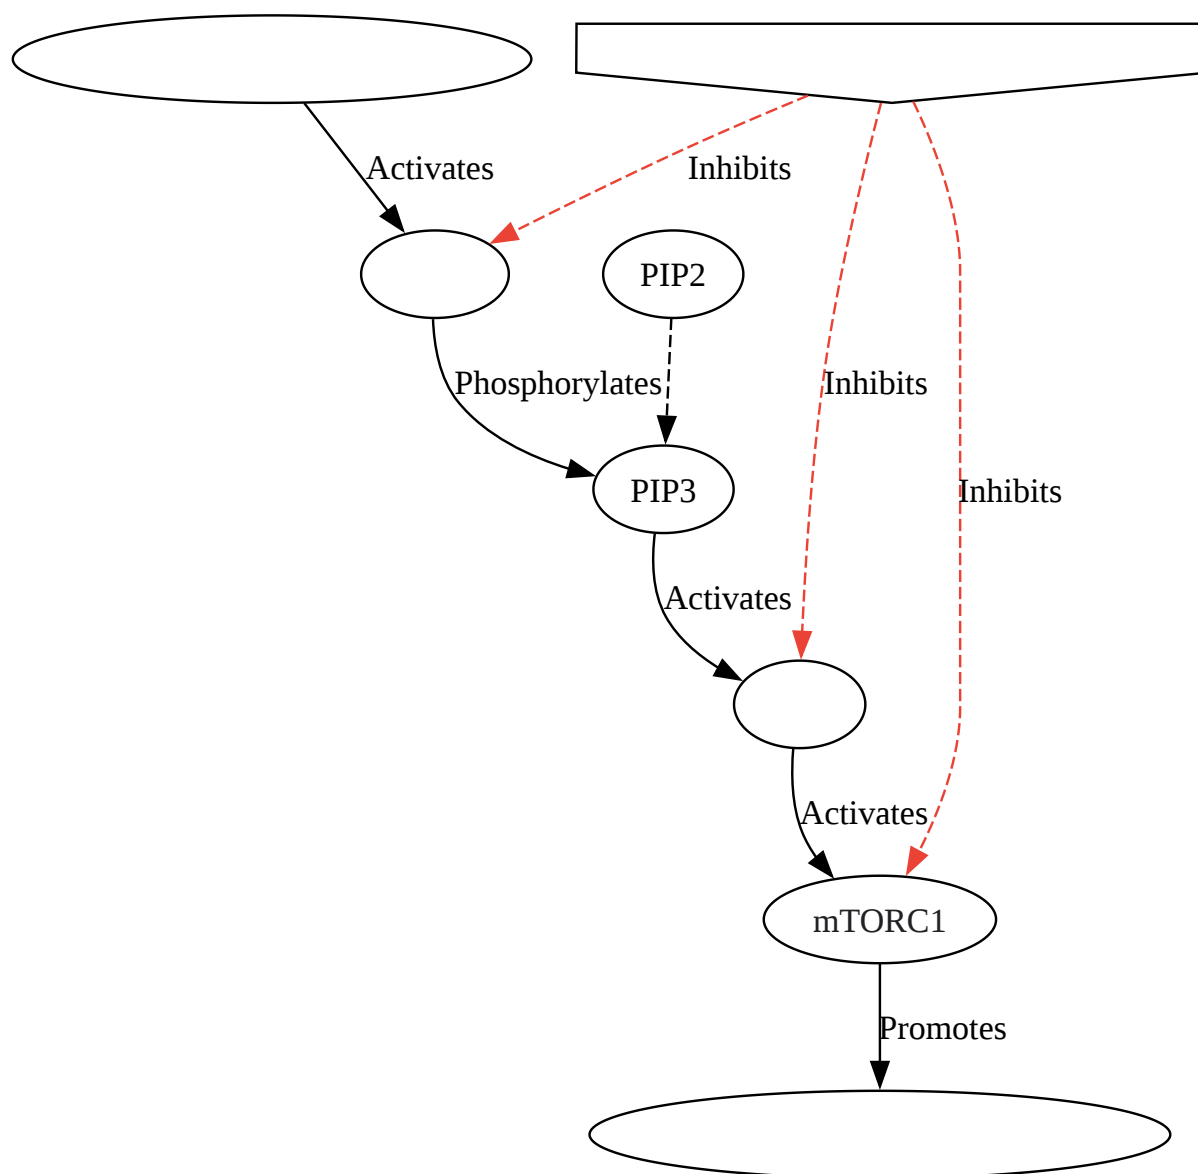 Activates
Inhibits
PIP2
Phosphorylates
Inhibits
PIP3
Inhibits
Activates
Activates
mTORC1
Promotes